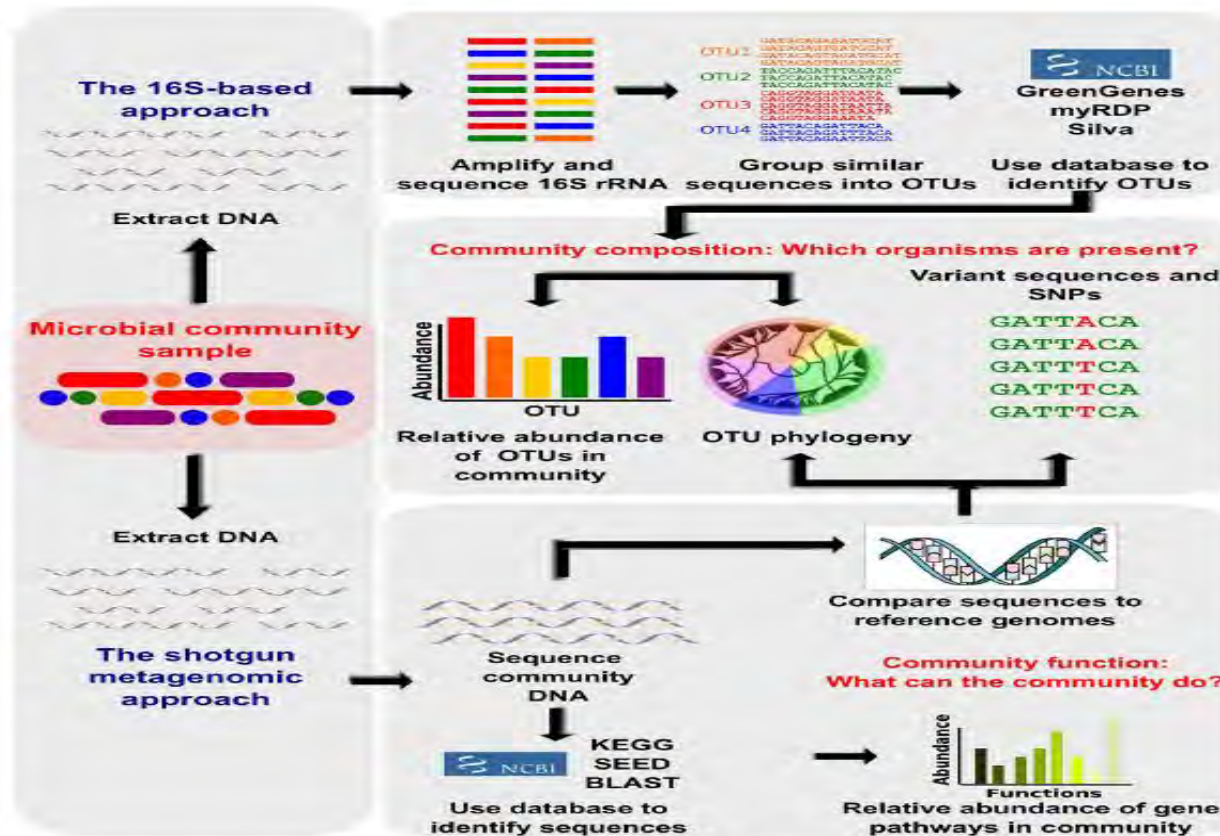 The 16S-based
approach
Extract DNA
Microbial community
sample
Extract DNA
The shotgun
metagenomic
approach
Amplify and
sequence 16S rRNA
OTU1
OTU2
OTU3
OTU4
Group similar
sequences into OTUs
NCBI
GreenGenes
myRDP
Silva
Use database to
identify OTUs
Community composition: Which organisms are present?
Abundance
OTU
Relative abundance
of OTUs in
community
OTU phylogeny
Variant sequences and
SNPs
GATTACA
GATTACA
GATTTCA
GATTTCA
GATTTCA
Compare sequences to
reference genomes
Sequence
community
DNA
NCBI
KEGG
SEED
BLAST
Use database to
identify sequences
Community function:
What can the community do?
Abundance
Functions
Relative abundance of gene
pathways in community